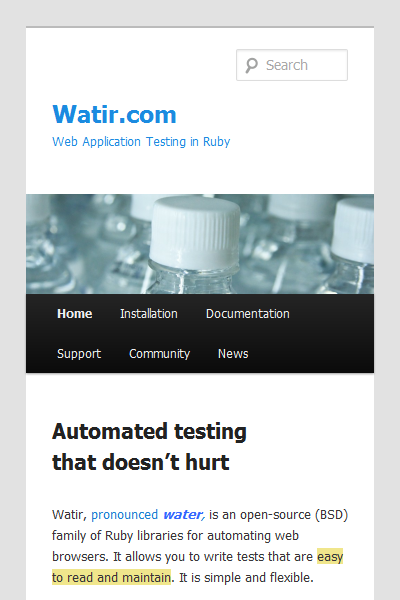 Search
Watir.com
Web Application Testing in Ruby
Home Installation Documentation
Support Community News
Automated testing
that doesn’t hurt
Watir, pronounced water, is an open-source (BSD)
family of Ruby libraries for automating web
browsers. It allows you to write tests that are easy
to read and maintain. It is simple and flexible.